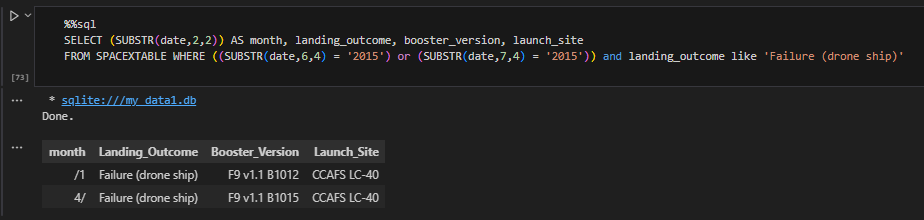 %%sql
SELECT (SUBSTR(date,2,2)) AS month, landing_outcome, booster_version, launch_site
FROM SPACEXTABLE WHERE ((SUBSTR(date,6,4) = '2015') or (SUBSTR(date,7,4) = '2015')) and landing_outcome like 'Failure (drone ship)'
[73]
... * sqlite:///my_data1.db
Done.
...
month Landing_Outcome Booster_Version Launch_Site
/1 Failure (drone ship) F9 v1.1 B1012 CCAFS LC-40
4/ Failure (drone ship) F9 v1.1 B1015 CCAFS LC-40